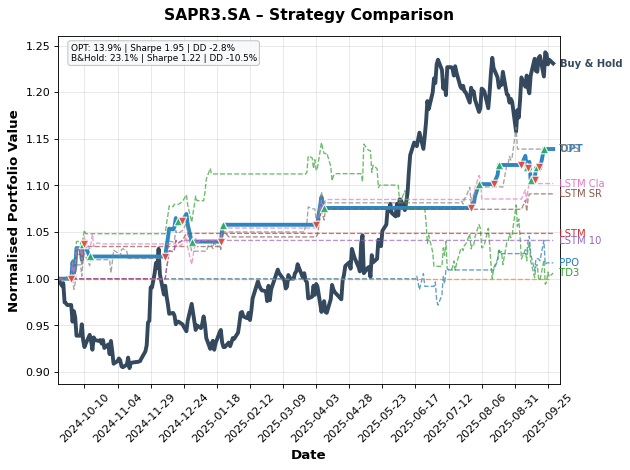 SAPR3.SA – Strategy Comparison
OPT: 13.9% | Sharpe 1.95 | DD -2.8%
B&Hold: 23.1% | Sharpe 1.22 | DD -10.5%
Normalised Portfolio Value
1.25
1.20
1.15
1.10
1.05
1.00
0.95
0.90
Buy & Hold
OPT
LSTM Cla
LSTM SR
LSTM
LSTM 10
PPO
TD3
2024-10-10
2024-11-04
2024-11-29
2024-12-24
2025-01-18
2025-02-12
2025-03-09
2025-04-03
2025-04-28
2025-05-23
2025-06-17
2025-07-12
2025-08-06
2025-08-31
2025-09-25
Date